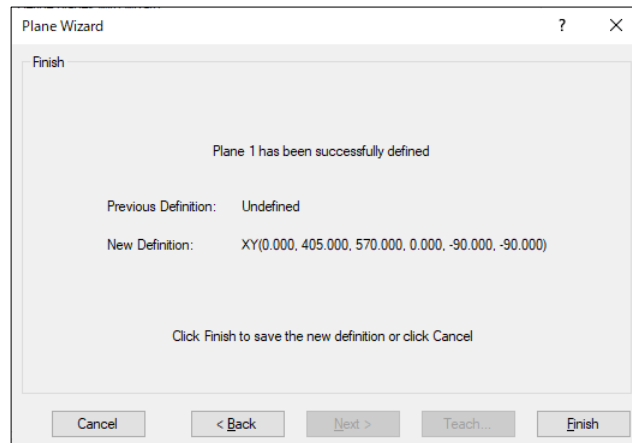 Plane Wizard ? ×
Finish
Plane 1 has been successfully defined
Previous Definition: Undefined
New Definition: XY(0.000, 405.000, 570.000, 0.000, -90.000, -90.000)
Click Finish to save the new definition or click Cancel
Cancel < Back Next > Teach... Finish